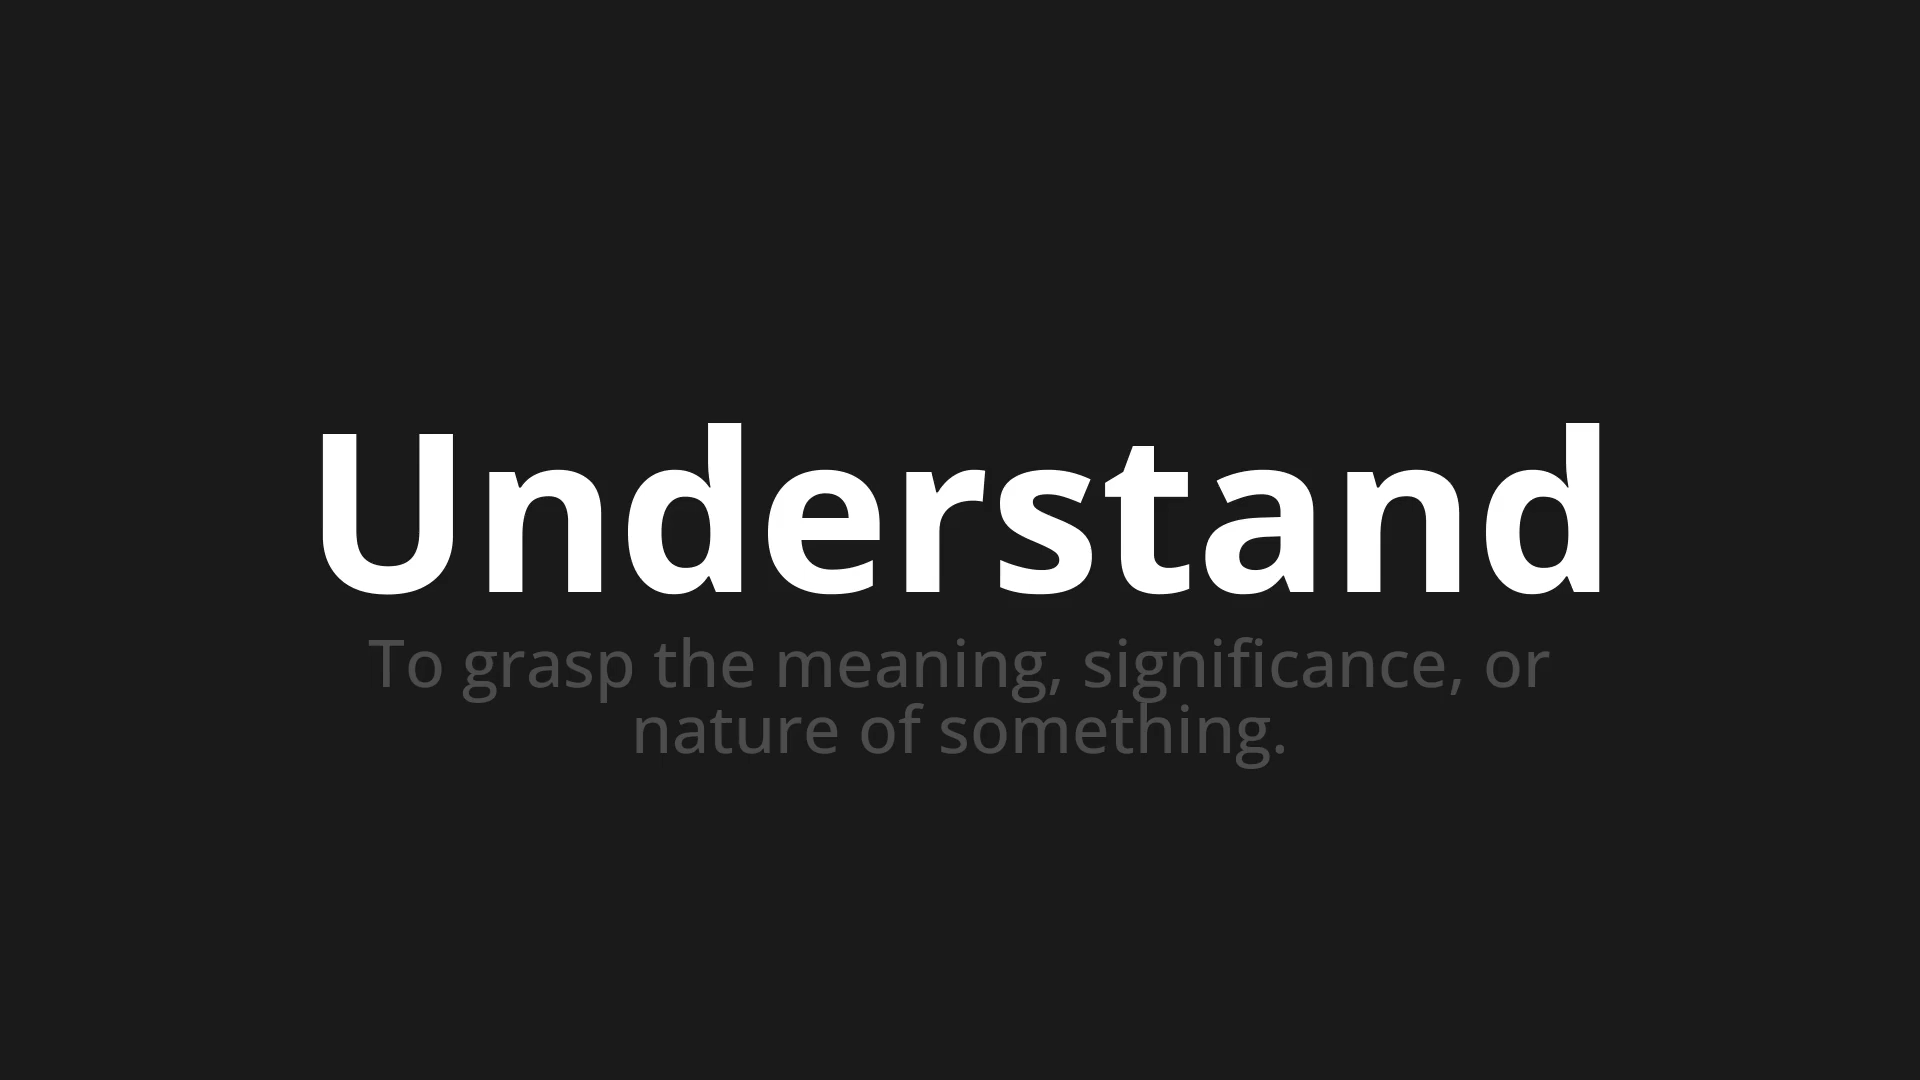 Understand
To grasp the meaning, significance, or
nature of something.